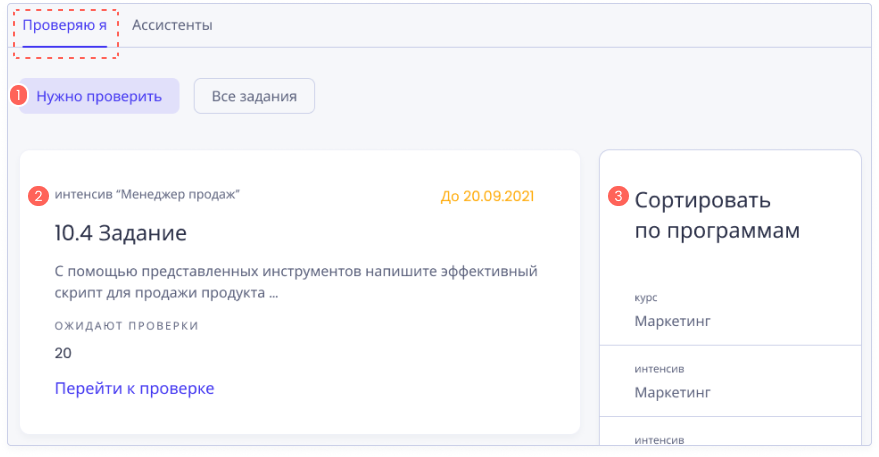 Проверяю я Ассистенты
1 Нужно проверить Все задания
2 интенсив “Менеджер продаж” До 20.09.2021
10.4 Задание
С помощью представленных инструментов напишите эффективный
скрипт для продажи продукта ...
ОЖИДАЮТ ПРОВЕРКИ
20
Перейти к проверке
3 Сортировать
по программам
курс
Маркетинг
интенсив
Маркетинг
интенсив